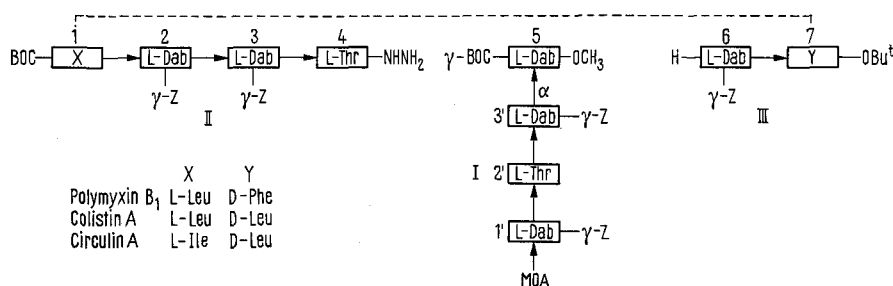 1 2 3 4 5 6 7
BOC– X L–Dab L–Dab L–Thr –NHNH₂ γ–BOC– L–Dab –OCH₃ H– L–Dab Y –OBuᵗ
γ–Z γ–Z α γ–Z
II 3' L–Dab –γ–Z III
X Y I 2' L–Thr
Polymyxin B₁ L–Leu D–Phe
Colistin A L–Leu D–Leu
Circulin A L–Ile D–Leu 1' L–Dab –γ–Z
MOA